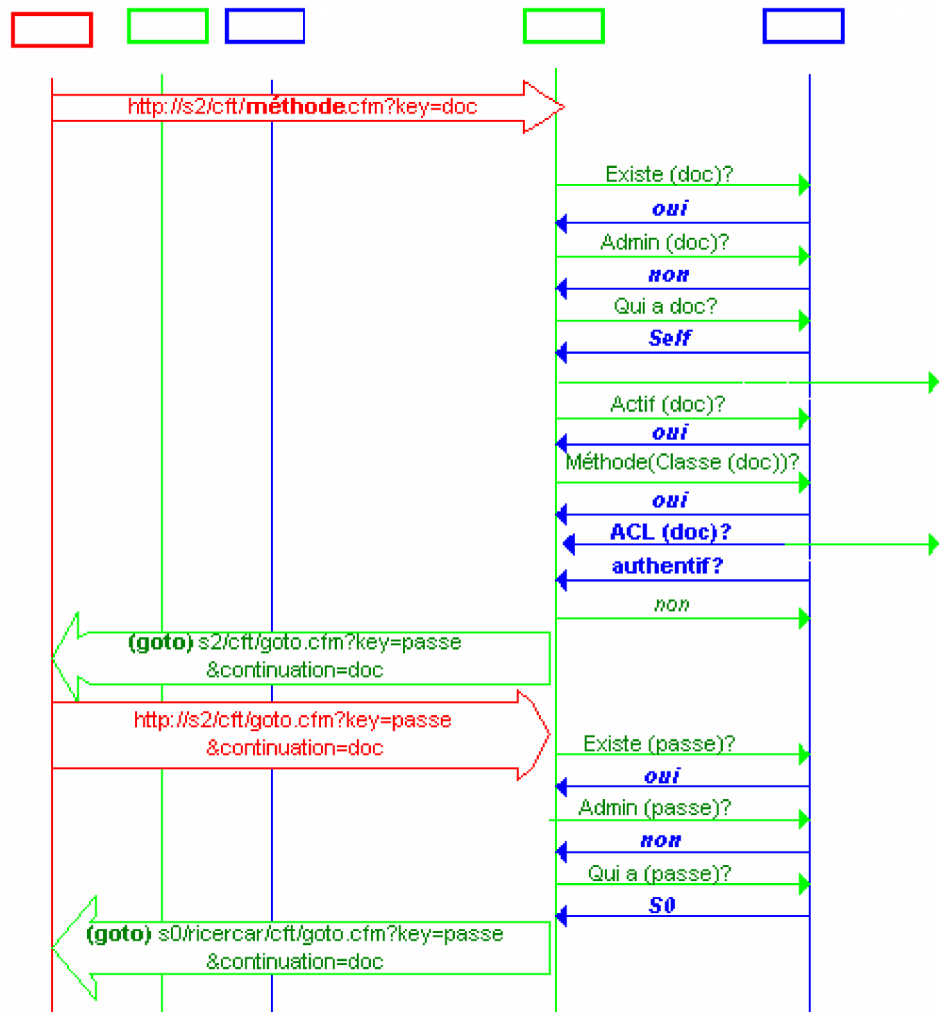 http://s2/cft/méthode.cfm?key=doc
Existe (doc)?
oui
Admin (doc)?
non
Qui a doc?
Self
Actif (doc)?
oui
Méthode(Classe (doc))?
oui
ACL (doc)?
authentif?
non
(goto) s2/cft/goto.cfm?key=passe
&continuation=doc
http://s2/cft/goto.cfm?key=passe
&continuation=doc
Existe (passe)?
oui
Admin (passe)?
non
Qui a (passe)?
S0
(goto) s0/ricercar/cft/goto.cfm?key=passe
&continuation=doc